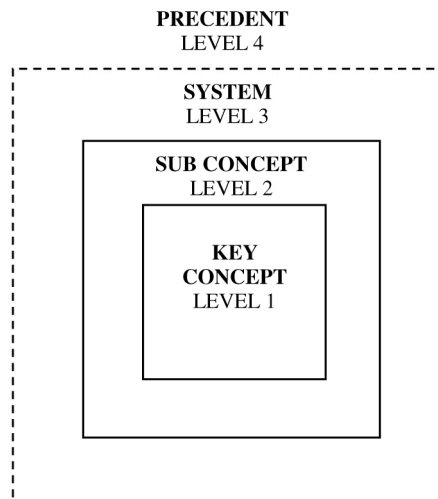 PRECEDENT
LEVEL 4
SYSTEM
LEVEL 3
SUB CONCEPT
LEVEL 2
KEY
CONCEPT
LEVEL 1